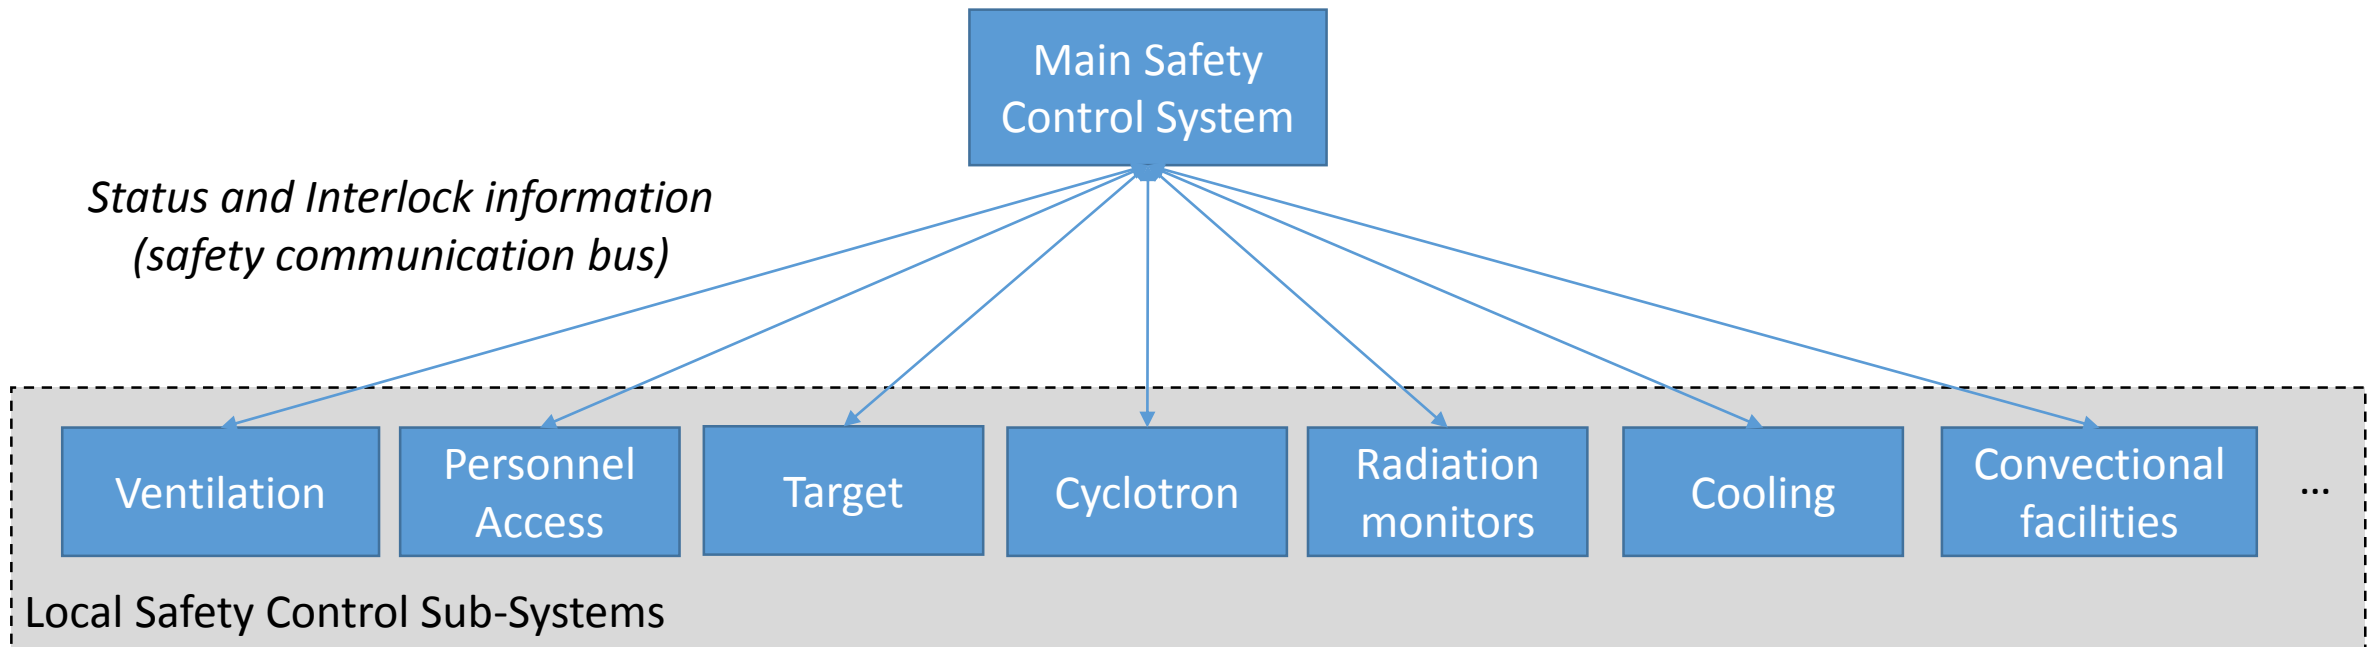 Main Safety
Control System
Status and Interlock information
(safety communication bus)
Ventilation
Personnel
Access
Target
Cyclotron
Radiation
monitors
Cooling
Convectional
facilities
...
Local Safety Control Sub-Systems